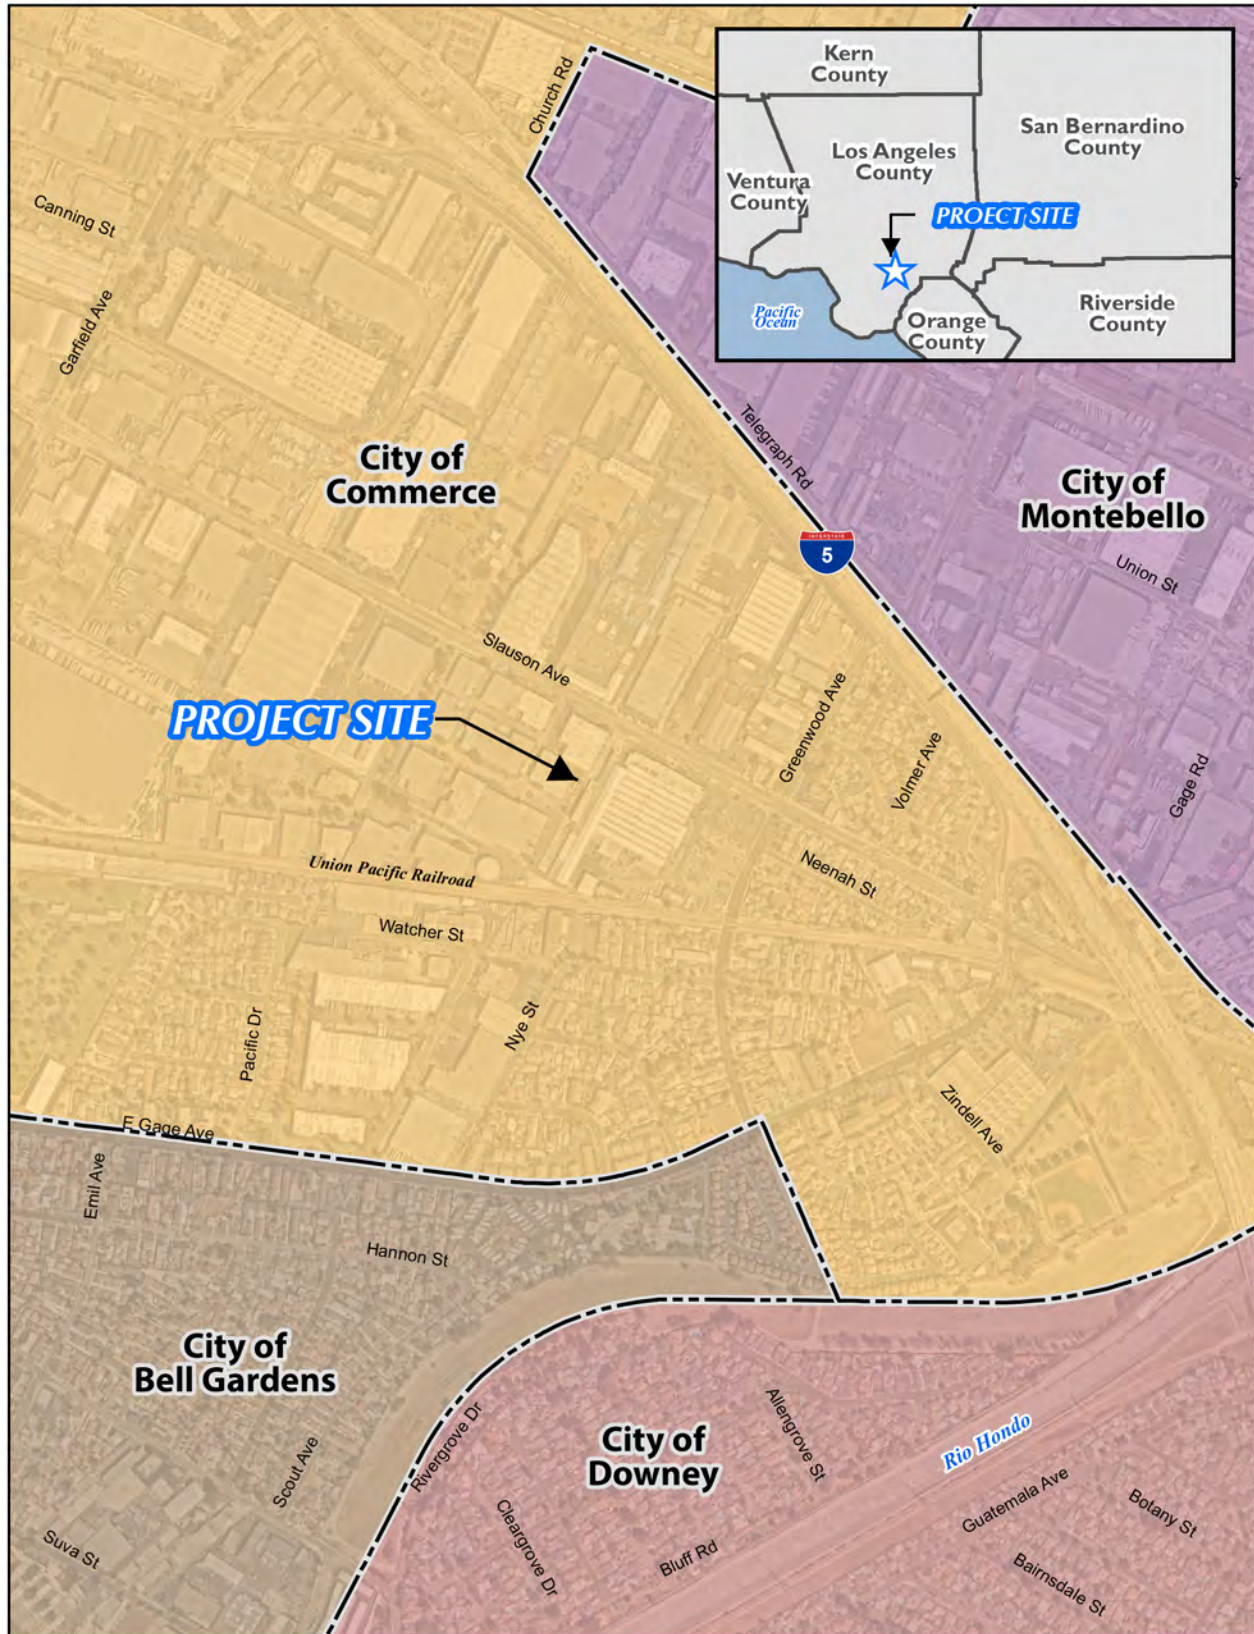 Kern
County
San Bernardino
County
Los Angeles
County
Ventura
County
PROECT SITE
Pacific
Ocean
Orange
County
Riverside
County
Church Rd
Canning St
Garfield Ave
City of
Commerce
Telegraph Rd
City of
Montebello
INTERSTATE
5
Union St
Slauson Ave
PROJECT SITE
Greenwood Ave
Volmer Ave
Gage Rd
Union Pacific Railroad
Neenah St
Watcher St
Pacific Dr
Nye St
Zindell Ave
E Gage Ave
Emil Ave
Hannon St
City of
Bell Gardens
Rivergrove Dr
Allengrove St
City of
Downey
Rio Hondo
Scout Ave
Cleargrove Dr
Guatemala Ave
Botany St
Suva St
Bluff Rd
Bairnsdale St